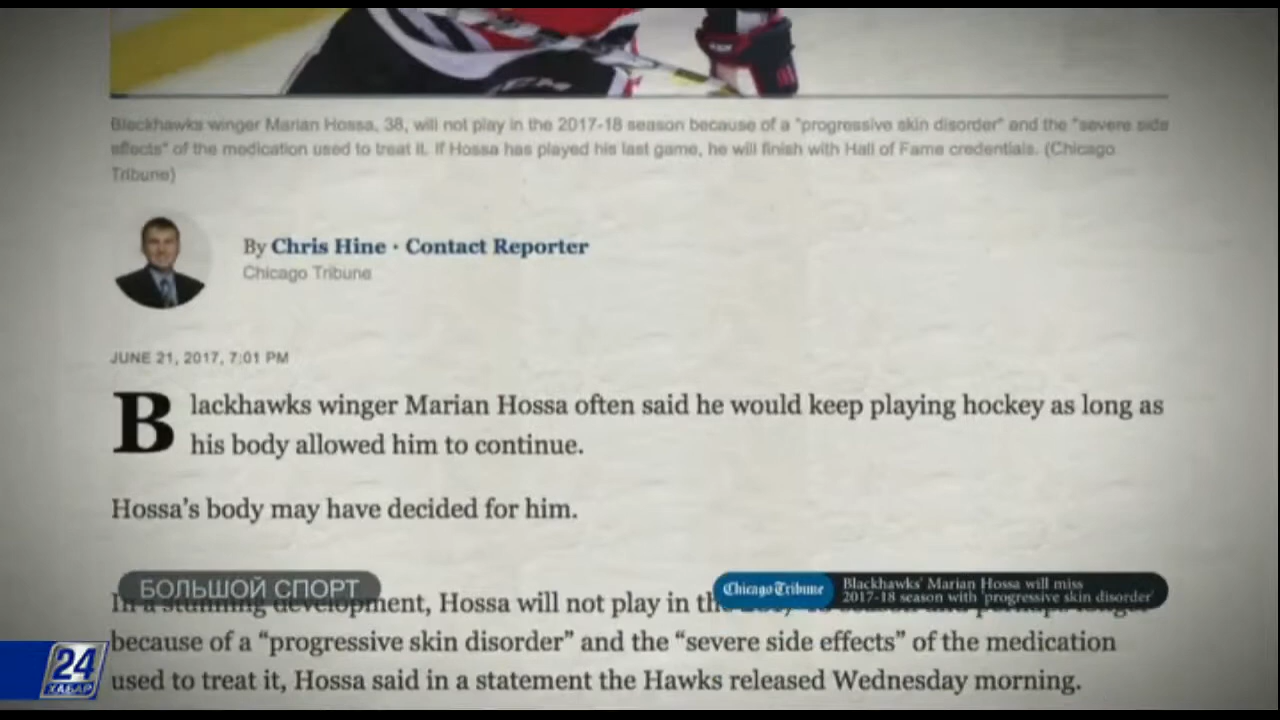 Blackhawks winger Marian Hossa, 38, will not play in the 2017-18 season because of a "progressive skin disorder" and the "severe side
effects" of the medication used to treat it. If Hossa has played his last game, he will finish with Hall of Fame credentials. (Chicago
Tribune)
By Chris Hine · Contact Reporter
Chicago Tribune
JUNE 21, 2017, 7:01 PM
Blackhawks winger Marian Hossa often said he would keep playing hockey as long as
his body allowed him to continue.
Hossa's body may have decided for him.
БОЛЬШОЙ СПОРТ
Chicago Tribune
Blackhawks' Marian Hossa will miss
2017-18 season with 'progressive skin disorder'
In a stunning development, Hossa will not play in
because of a “progressive skin disorder” and the “severe side effects” of the medication
used to treat it, Hossa said in a statement the Hawks released Wednesday morning.
24
ХАБАР